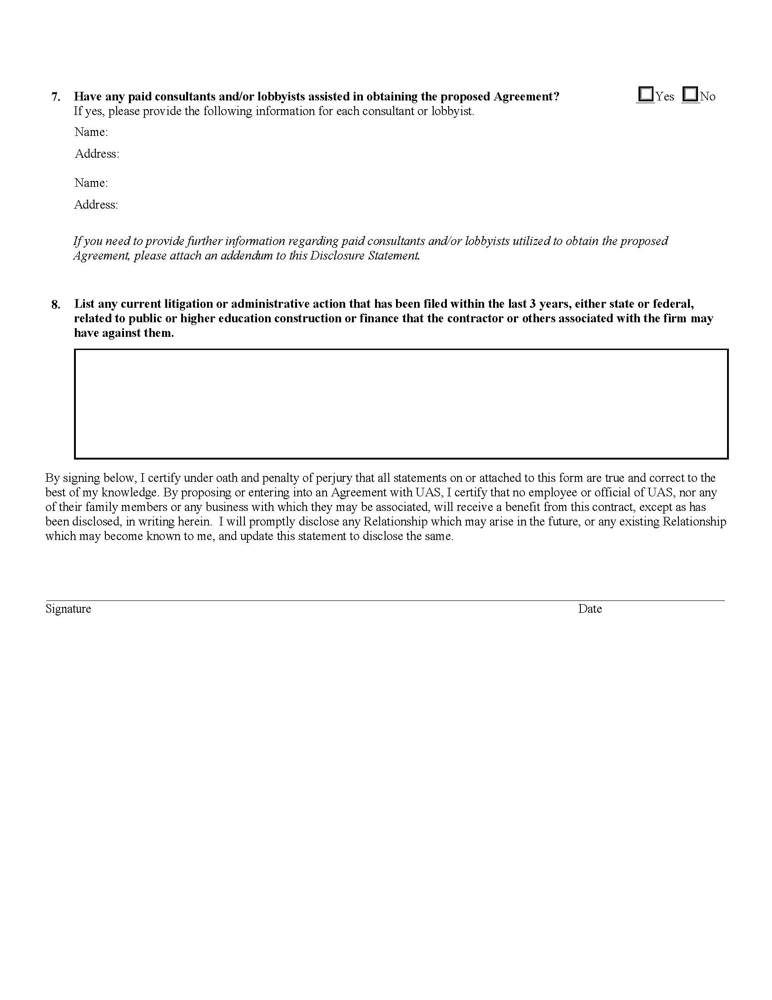 7. Have any paid consultants and/or lobbyists assisted in obtaining the proposed Agreement? Yes No
If yes, please provide the following information for each consultant or lobbyist.
Name:
Address:
Name:
Address:
If you need to provide further information regarding paid consultants and/or lobbyists utilized to obtain the proposed
Agreement, please attach an addendum to this Disclosure Statement.
8. List any current litigation or administrative action that has been filed within the last 3 years, either state or federal,
related to public or higher education construction or finance that the contractor or others associated with the firm may
have against them.
By signing below, I certify under oath and penalty of perjury that all statements on or attached to this form are true and correct to the
best of my knowledge. By proposing or entering into an Agreement with UAS, I certify that no employee or official of UAS, nor any
of their family members or any business with which they may be associated, will receive a benefit from this contract, except as has
been disclosed, in writing herein.  I will promptly disclose any Relationship which may arise in the future, or any existing Relationship
which may become known to me, and update this statement to disclose the same.
Signature Date